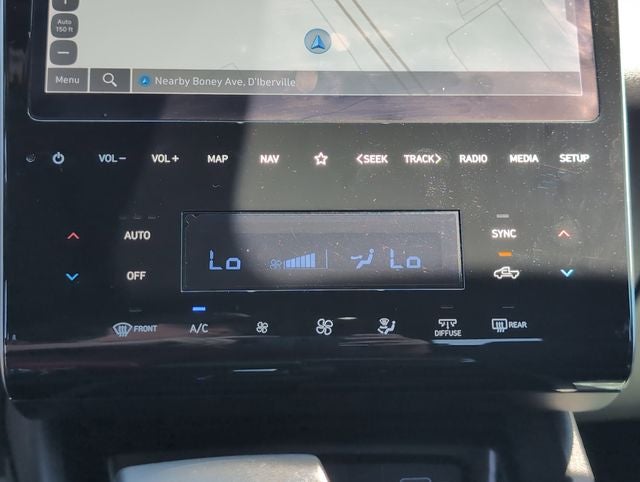 Auto
150 ft
Menu
Nearby Boney Ave, D'Iberville
VOL− VOL+ MAP NAV ☆ <SEEK TRACK> RADIO MEDIA SETUP
AUTO SYNC
Lo Lo
OFF
FRONT A/C DIFFUSE REAR